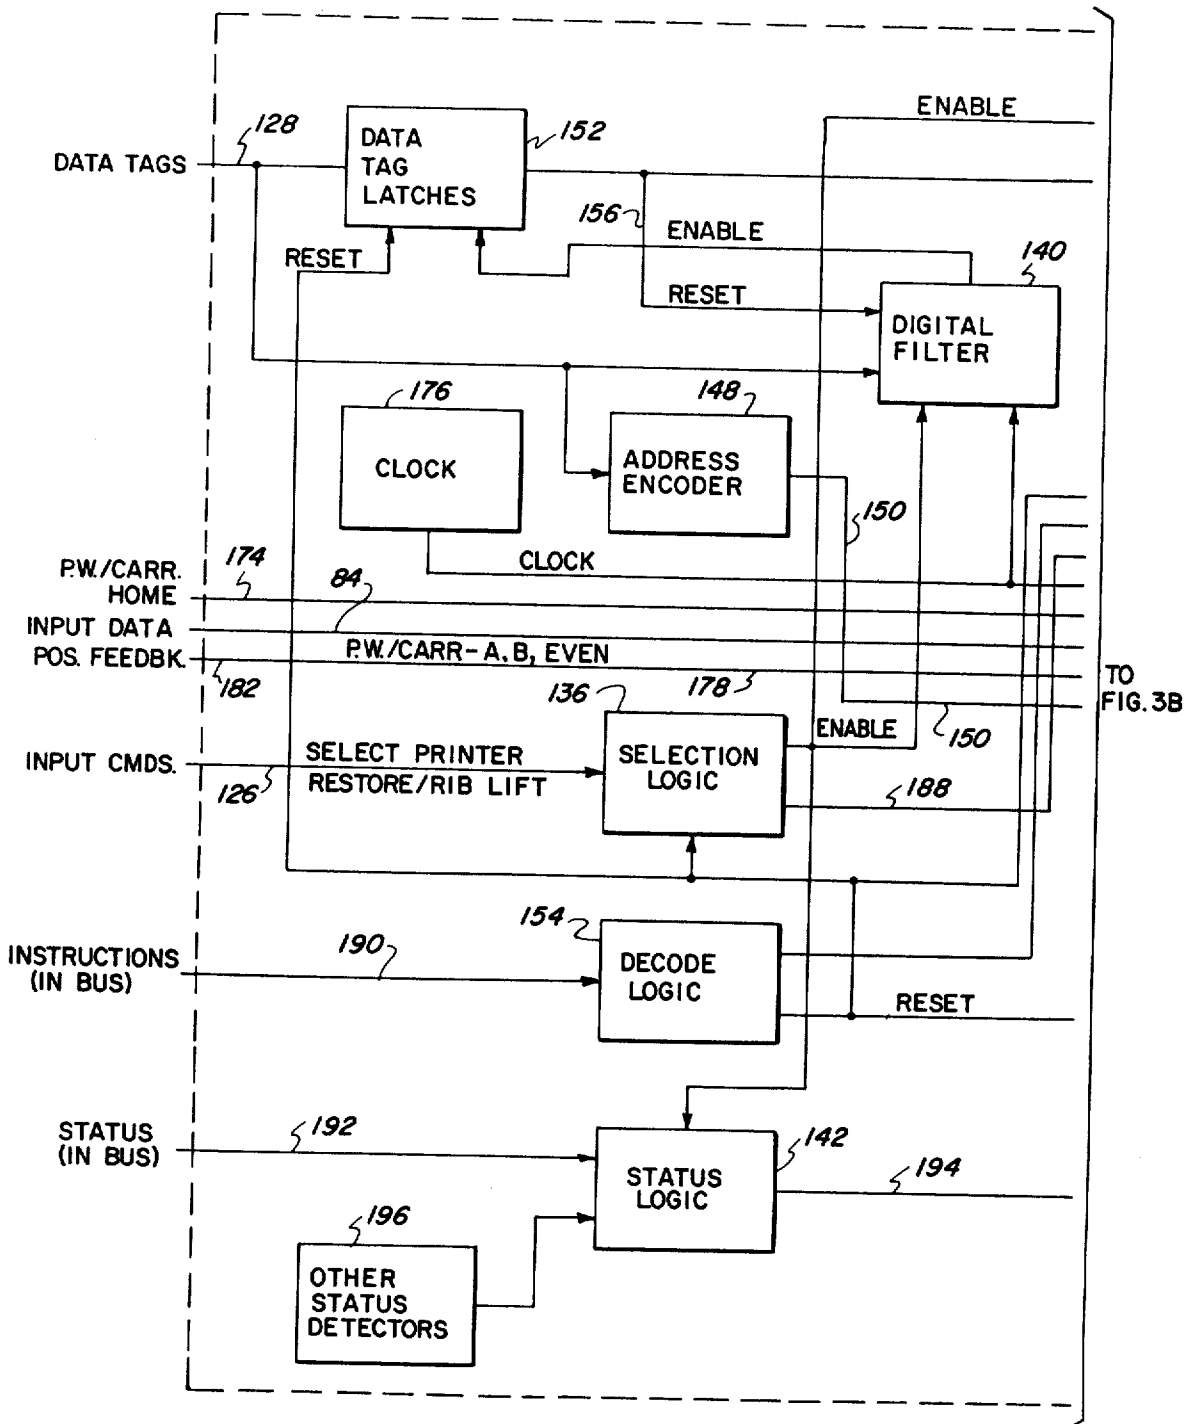 ENABLE
128
152
DATA TAGS
DATA
TAG
LATCHES
156
ENABLE
RESET
140
RESET
DIGITAL
FILTER
176
148
CLOCK
ADDRESS
ENCODER
150
CLOCK
P.W./CARR.
HOME
174
84
INPUT DATA
POS. FEEDBK.
P.W./CARR-A.B, EVEN
182
178
TO
FIG. 3B
136
ENABLE
150
INPUT CMDS.
SELECT PRINTER
RESTORE/RIB LIFT
126
SELECTION
LOGIC
188
154
INSTRUCTIONS
(IN BUS)
190
DECODE
LOGIC
RESET
STATUS
(IN BUS)
192
142
STATUS
LOGIC
194
196
OTHER
STATUS
DETECTORS